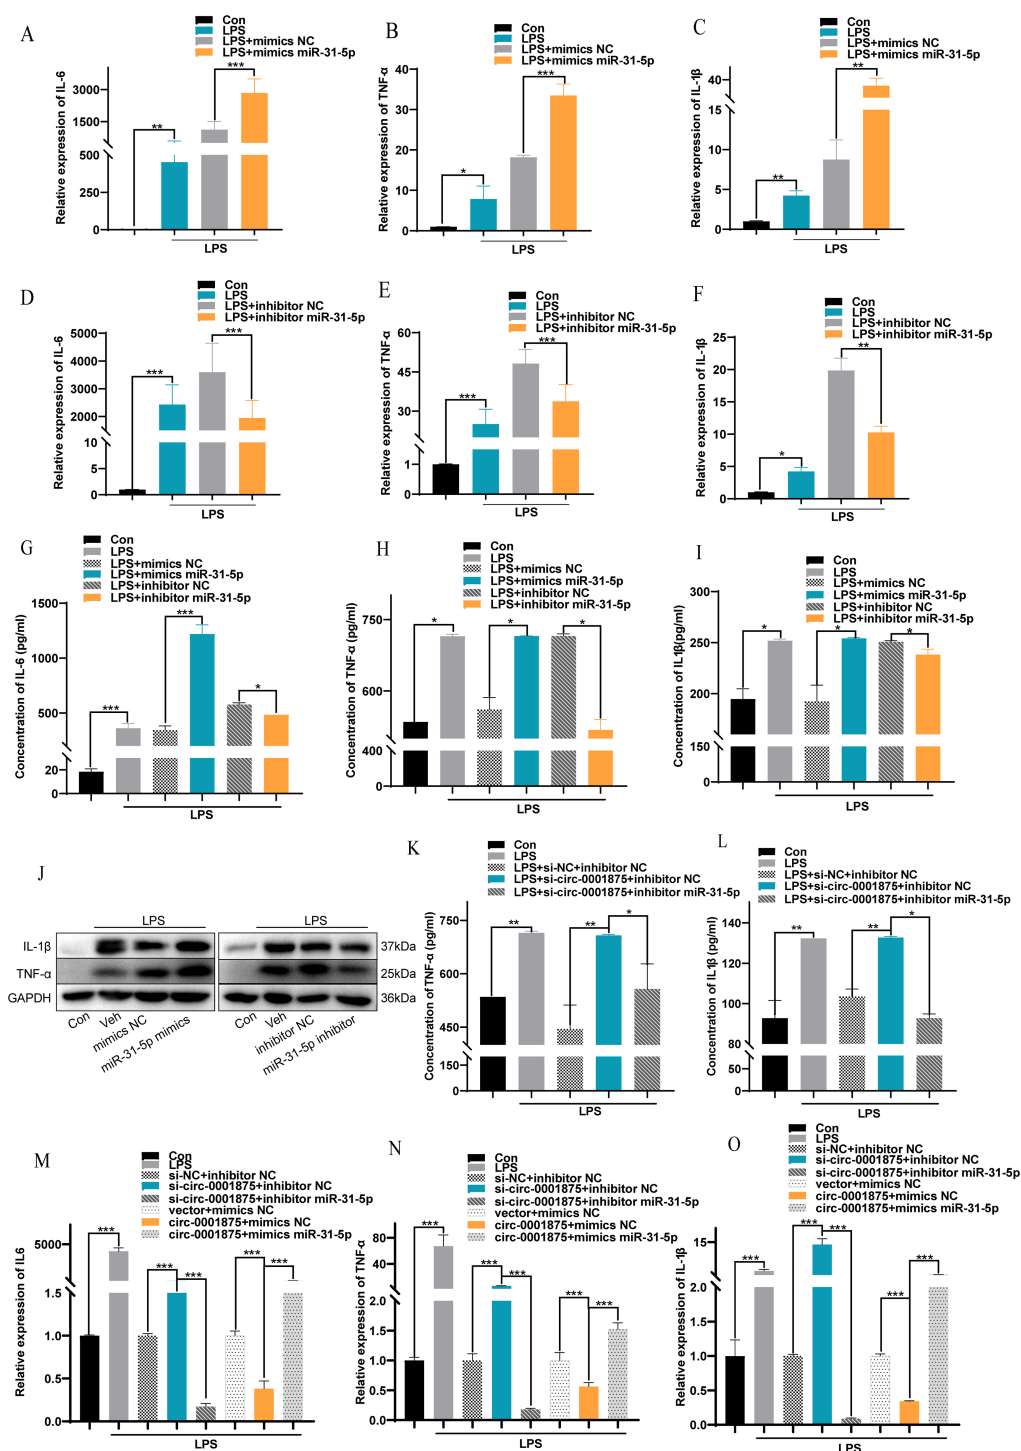 A
Con
LPS
LPS+mimics NC
LPS+mimics miR-31-5p
Relative expression of IL-6
3000
1500
500
250
0
**
***
LPS
B
Con
LPS
LPS+mimics NC
LPS+mimics miR-31-5p
Relative expression of TNF-α
40
30
20
10
0
*
***
LPS
C
Con
LPS
LPS+mimics NC
LPS+mimics miR-31-5p
Relative expression of IL-1β
40
15
10
5
0
**
**
LPS
D
Con
LPS
LPS+inhibitor NC
LPS+inhibitor miR-31-5p
Relative expression of IL-6
5000
4000
3000
2000
10
5
0
***
***
LPS
E
Con
LPS
LPS+inhibitor NC
LPS+inhibitor miR-31-5p
Relative expression of TNF-α
60
45
30
1
0
***
***
LPS
F
Con
LPS
LPS+inhibitor NC
LPS+inhibitor miR-31-5p
Relative expression of IL-1β
25
20
15
10
5
0
*
**
LPS
G
Con
LPS
LPS+mimics NC
LPS+mimics miR-31-5p
LPS+inhibitor NC
LPS+inhibitor miR-31-5p
Concentration of IL-6 (pg/ml)
1500
1000
500
20
0
***
***
*
LPS
H
Con
LPS
LPS+mimics NC
LPS+mimics miR-31-5p
LPS+inhibitor NC
LPS+inhibitor miR-31-5p
Concentration of TNF-α (pg/ml)
750
600
400
0
*
*
*
LPS
I
Con
LPS
LPS+mimics NC
LPS+mimics miR-31-5p
LPS+inhibitor NC
LPS+inhibitor miR-31-5p
Concentration of IL1β(pg/ml)
300
250
200
150
0
*
*
*
LPS
J
LPS
LPS
IL-1β
37kDa
TNF-α
25kDa
GAPDH
36kDa
Con
Veh
mimics NC
miR-31-5p mimics
Con
Veh
inhibitor NC
miR-31-5p inhibitor
K
Con
LPS
LPS+si-NC+inhibitor NC
LPS+si-circ-0001875+inhibitor NC
LPS+si-circ-0001875+inhibitor miR-31-5p
Concentration of TNF-α (pg/ml)
750
600
450
150
0
**
**
*
LPS
L
Con
LPS
LPS+si-NC+inhibitor NC
LPS+si-circ-0001875+inhibitor NC
LPS+si-circ-0001875+inhibitor miR-31-5p
Concentration of IL1β (pg/ml)
140
120
100
80
50
0
**
**
*
LPS
M
Con
LPS
si-NC+inhibitor NC
si-circ-0001875+inhibitor NC
si-circ-0001875+inhibitor miR-31-5p
vector+mimics NC
circ-0001875+mimics NC
circ-0001875+mimics miR-31-5p
Relative expression of IL6
5000
1.5
1.0
0.5
0.0
***
***
***
***
***
LPS
N
Con
LPS
si-NC+inhibitor NC
si-circ-0001875+inhibitor NC
si-circ-0001875+inhibitor miR-31-5p
vector+mimics NC
circ-0001875+mimics NC
circ-0001875+mimics miR-31-5p
Relative expression of TNF-α
80
40
2.0
1.5
1.0
0.5
0.0
***
***
***
***
***
LPS
O
Con
LPS
si-NC+inhibitor NC
si-circ-0001875+inhibitor NC
si-circ-0001875+inhibitor miR-31-5p
vector+mimics NC
circ-0001875+mimics NC
circ-0001875+mimics miR-31-5p
Relative expression of IL-1β
15
2.0
1.5
1.0
0.5
0.0
***
***
***
***
***
LPS